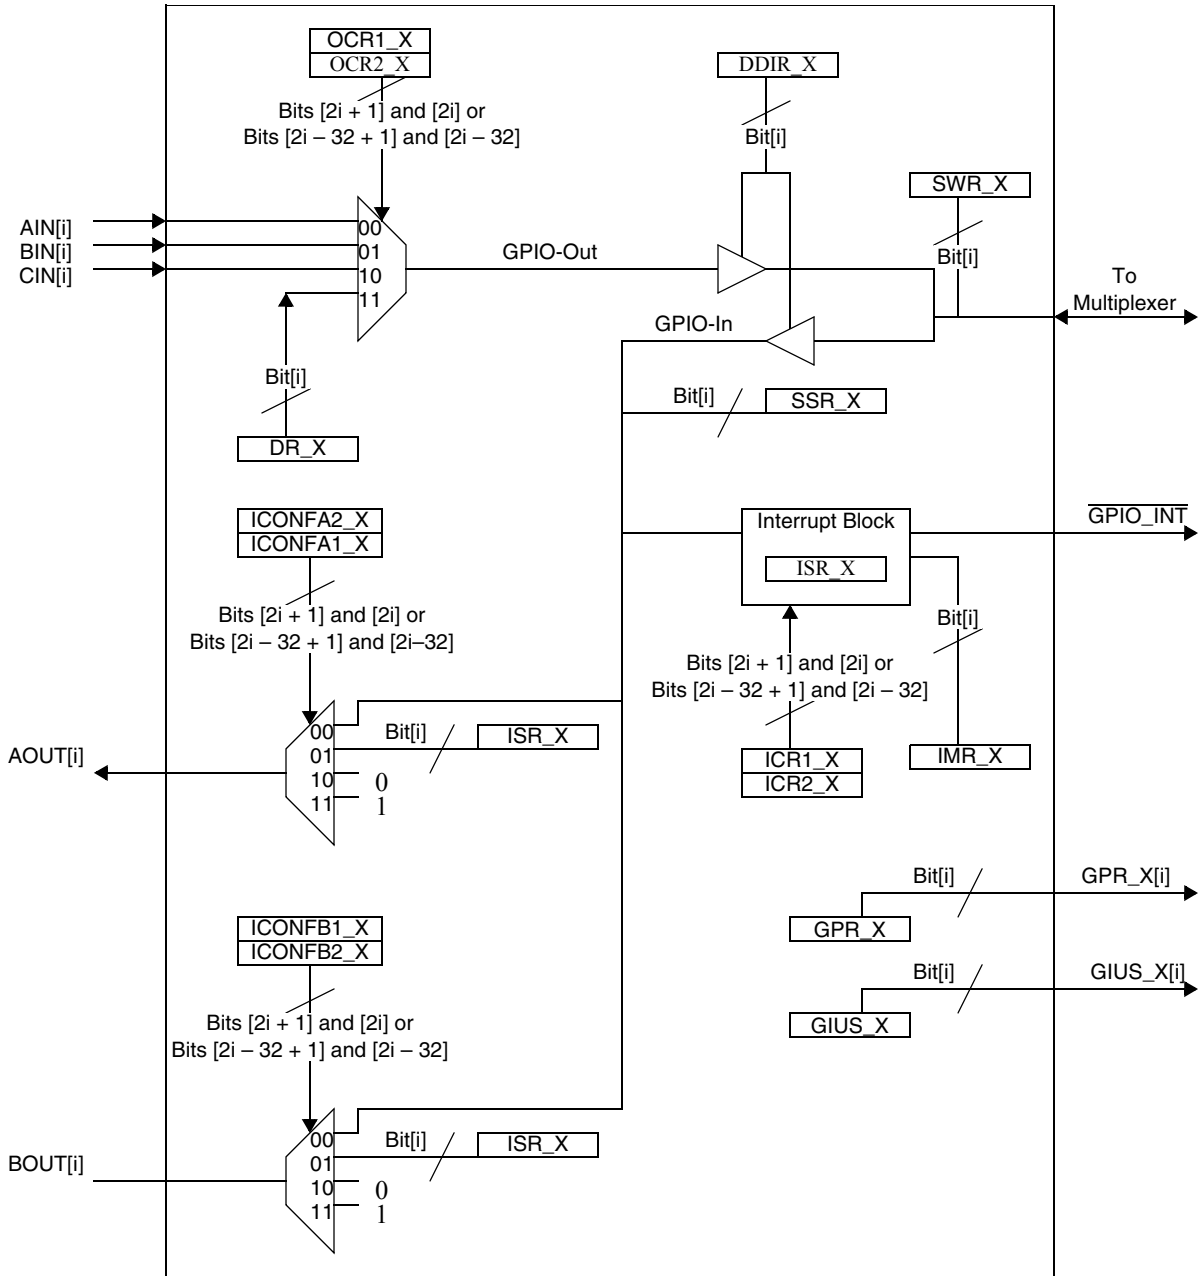 OCR1_X
OCR2_X
Bits [2i + 1] and [2i] or
Bits [2i – 32 + 1] and [2i – 32]
DDIR_X
Bit[i]
SWR_X
Bit[i]
AIN[i]
BIN[i]
CIN[i]
00
01
10
11
GPIO-Out
To
Multiplexer
GPIO-In
Bit[i]
DR_X
Bit[i]
SSR_X
ICONFA2_X
ICONFA1_X
Bits [2i + 1] and [2i] or
Bits [2i – 32 + 1] and [2i–32]
Interrupt Block
ISR_X
GPIO_INT
Bit[i]
Bits [2i + 1] and [2i] or
Bits [2i – 32 + 1] and [2i – 32]
ICR1_X
ICR2_X
IMR_X
AOUT[i]
00
01
10
11
Bit[i]
ISR_X
0
1
Bit[i]
GPR_X[i]
GPR_X
Bit[i]
GIUS_X[i]
GIUS_X
ICONFB1_X
ICONFB2_X
Bits [2i + 1] and [2i] or
Bits [2i – 32 + 1] and [2i – 32]
BOUT[i]
00
01
10
11
Bit[i]
ISR_X
0
1